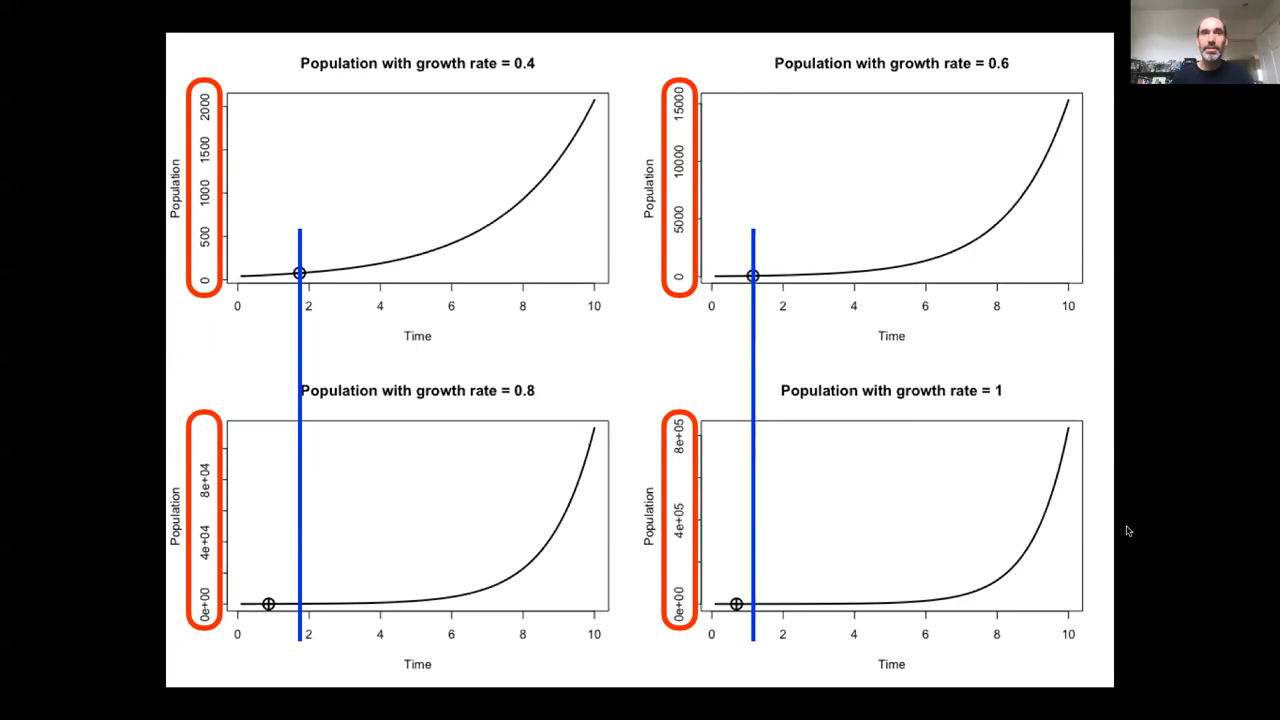 Population with growth rate = 0.4
Population
0 500 1000 1500 2000
0 2 4 6 8 10
Time
Population with growth rate = 0.6
Population
0 5000 10000 15000
0 2 4 6 8 10
Time
Population with growth rate = 0.8
Population
0e+00 4e+04 8e+04
0 2 4 6 8 10
Time
Population with growth rate = 1
Population
0e+00 4e+05 8e+05
0 2 4 6 8 10
Time